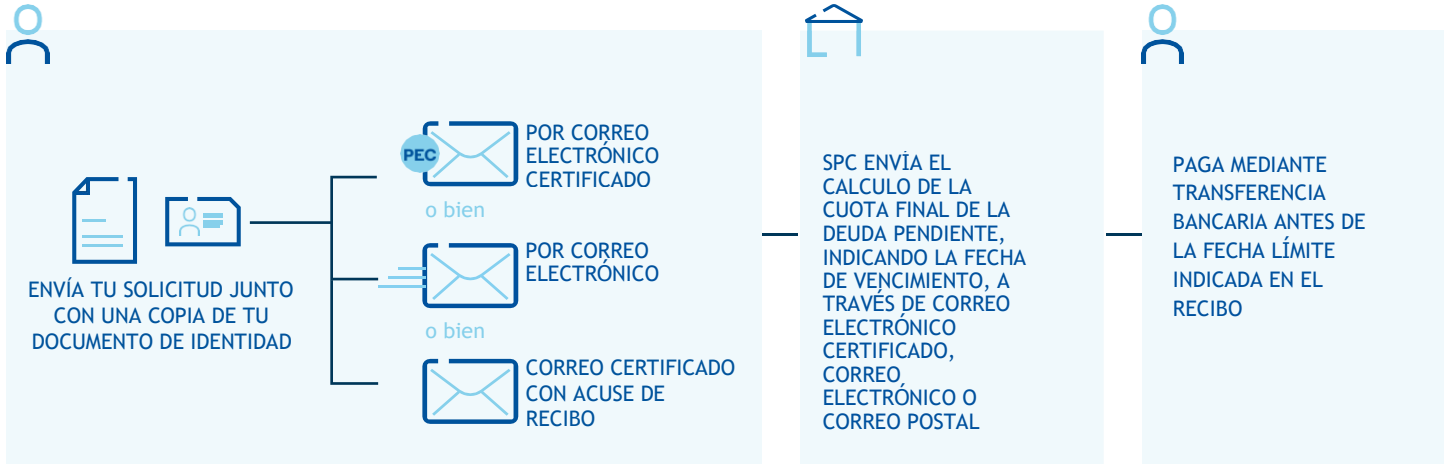 ENVÍA TU SOLICITUD JUNTO
CON UNA COPIA DE TU
DOCUMENTO DE IDENTIDAD
PEC
POR CORREO
ELECTRÓNICO
CERTIFICADO
o bien
POR CORREO
ELECTRÓNICO
o bien
CORREO CERTIFICADO
CON ACUSE DE
RECIBO
SPC ENVÌA EL
CALCULO DE LA
CUOTA FINAL DE LA
DEUDA PENDIENTE,
INDICANDO LA FECHA
DE VENCIMIENTO, A
TRAVÉS DE CORREO
ELECTRÓNICO
CERTIFICADO,
CORREO
ELECTRÓNICO O
CORREO POSTAL
PAGA MEDIANTE
TRANSFERENCIA
BANCARIA ANTES DE
LA FECHA LÍMITE
INDICADA EN EL
RECIBO